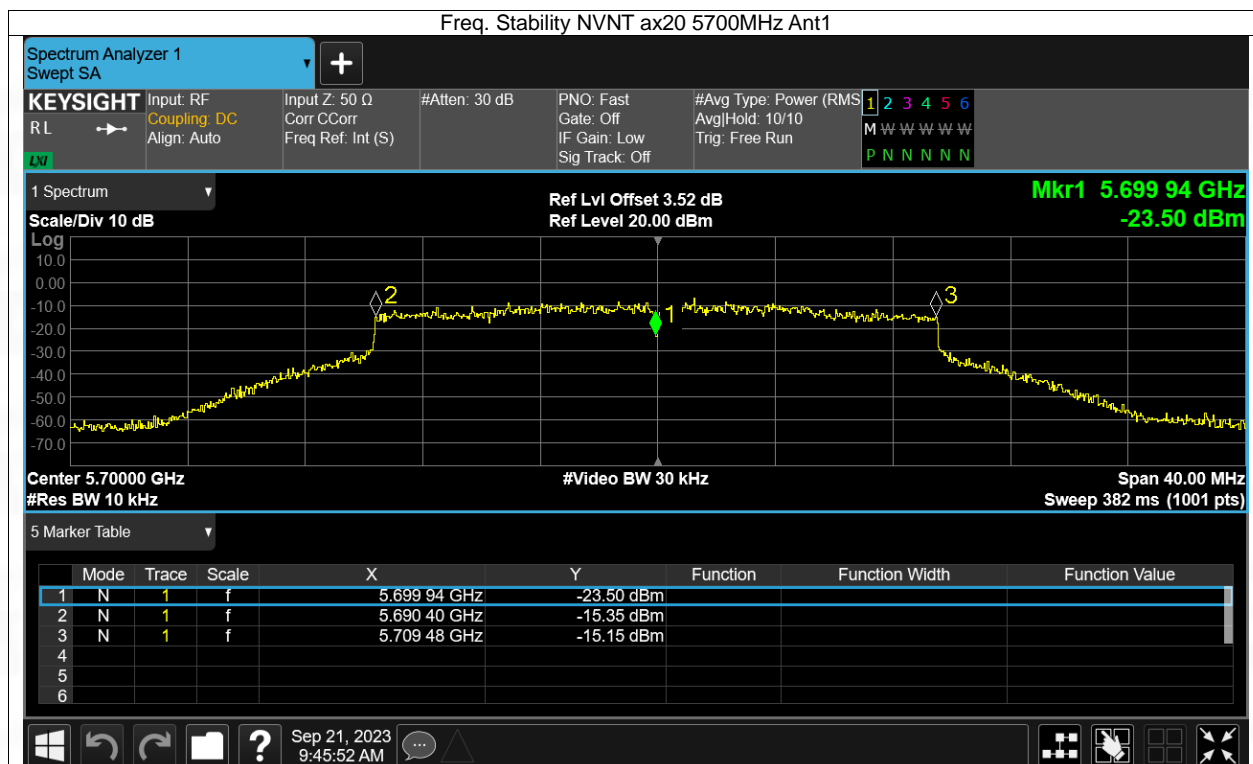 Freq. Stability NVNT ax20 5700MHz Ant1
Spectrum Analyzer 1
Swept SA
KEYSIGHT
RL
LXI
Input: RF
Coupling: DC
Align: Auto
Input Z: 50 Ω
Corr CCorr
Freq Ref: Int (S)
#Atten: 30 dB
PNO: Fast
Gate: Off
IF Gain: Low
Sig Track: Off
#Avg Type: Power (RMS
Avg|Hold: 10/10
Trig: Free Run
1 2 3 4 5 6
M W W W W W
P N N N N N
1 Spectrum
Scale/Div 10 dB
Ref Lvl Offset 3.52 dB
Ref Level 20.00 dBm
Mkr1 5.699 94 GHz
-23.50 dBm
Log
10.0
0.00
-10.0
-20.0
-30.0
-40.0
-50.0
-60.0
-70.0
2
1
3
Center 5.70000 GHz
#Res BW 10 kHz
#Video BW 30 kHz
Span 40.00 MHz
Sweep 382 ms (1001 pts)
5 Marker Table
Mode Trace Scale X Y Function Function Width Function Value
1 N 1 f 5.699 94 GHz -23.50 dBm
2 N 1 f 5.690 40 GHz -15.35 dBm
3 N 1 f 5.709 48 GHz -15.15 dBm
4
5
6
?
Sep 21, 2023
9:45:52 AM